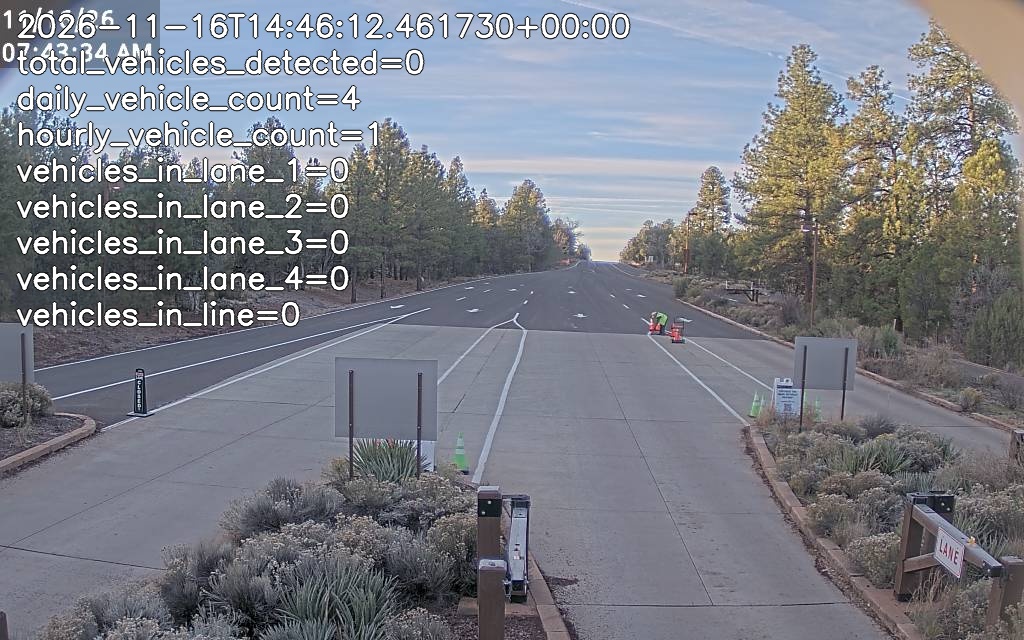 2026-11-16T14:46:12.461730+00:00
07:43:34 AM
total_vehicles_detected=0
daily_vehicle_count=4
hourly_vehicle_count=1
vehicles_in_lane_1=0
vehicles_in_lane_2=0
vehicles_in_lane_3=0
vehicles_in_lane_4=0
vehicles_in_line=0
CLOSED
LANE